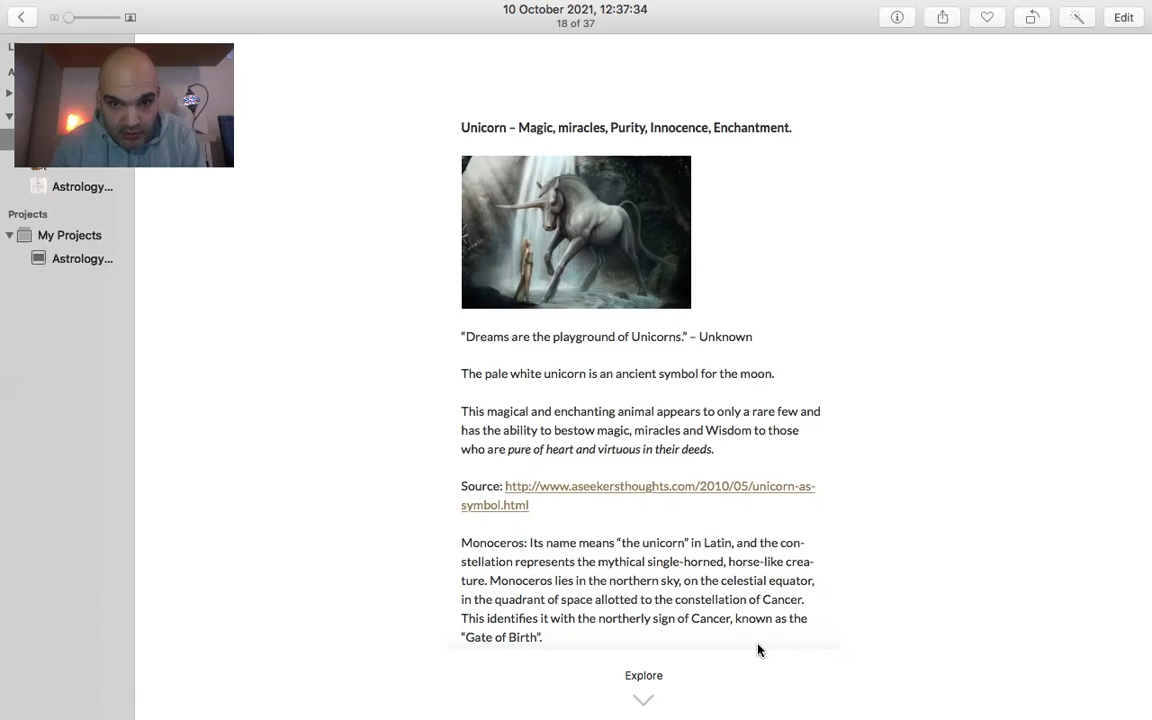 10 October 2021, 12:37:34
18 of 37
Edit
L
A
Astrology...
Projects
My Projects
Astrology...
Unicorn – Magic, miracles, Purity, Innocence, Enchantment.
“Dreams are the playground of Unicorns.” – Unknown
The pale white unicorn is an ancient symbol for the moon.
This magical and enchanting animal appears to only a rare few and
has the ability to bestow magic, miracles and Wisdom to those
who are pure of heart and virtuous in their deeds.
Source: http://www.aseekersthoughts.com/2010/05/unicorn-as-
symbol.html
Monoceros: Its name means “the unicorn” in Latin, and the con-
stellation represents the mythical single-horned, horse-like crea-
ture. Monoceros lies in the northern sky, on the celestial equator,
in the quadrant of space allotted to the constellation of Cancer.
This identifies it with the northerly sign of Cancer, known as the
“Gate of Birth”.
Explore